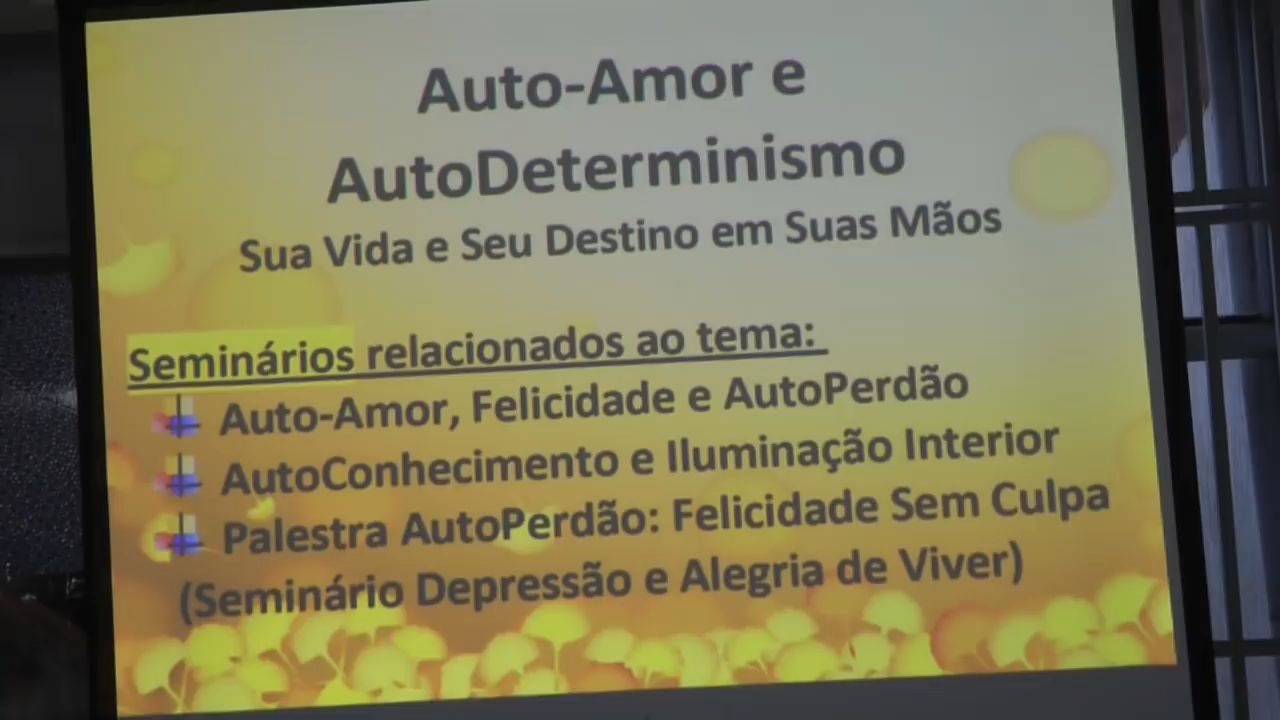 Auto-Amor e
AutoDeterminismo
Sua Vida e Seu Destino em Suas Mãos
Seminários relacionados ao tema:
Auto-Amor, Felicidade e AutoPerdão
AutoConhecimento e Iluminação Interior
Palestra AutoPerdão: Felicidade Sem Culpa
(Seminário Depressão e Alegria de Viver)